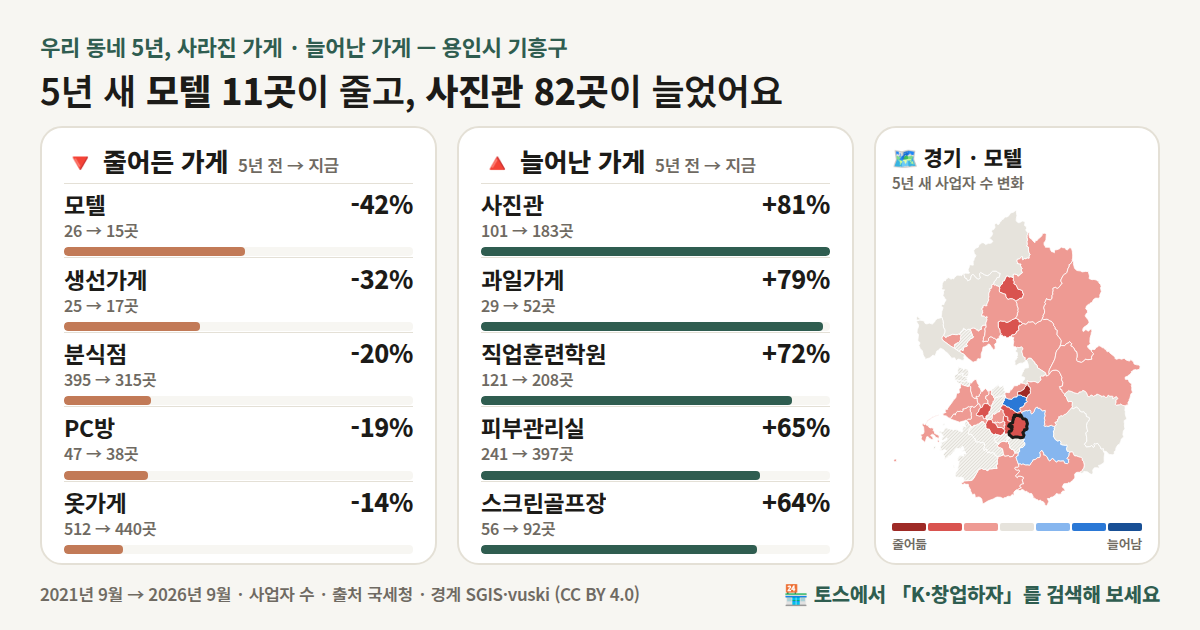 우리 동네 5년, 사라진 가게 · 늘어난 가게 — 용인시 기흥구
5년 새 모텔 11곳이 줄고, 사진관 82곳이 늘었어요
🔻 줄어든 가게 5년 전 → 지금
모텔 -42%
26 → 15곳
생선가게 -32%
25 → 17곳
분식점 -20%
395 → 315곳
PC방 -19%
47 → 38곳
옷가게 -14%
512 → 440곳
🔺 늘어난 가게 5년 전 → 지금
사진관 +81%
101 → 183곳
과일가게 +79%
29 → 52곳
직업훈련학원 +72%
121 → 208곳
피부관리실 +65%
241 → 397곳
스크린골프장 +64%
56 → 92곳
🗺️ 경기 · 모텔
5년 새 사업자 수 변화
줄어듦 늘어남
2021년 9월 → 2026년 9월 · 사업자 수 · 출처 국세청 · 경계 SGIS·vuski (CC BY 4.0)
🏪 토스에서 「K·창업하자」를 검색해 보세요